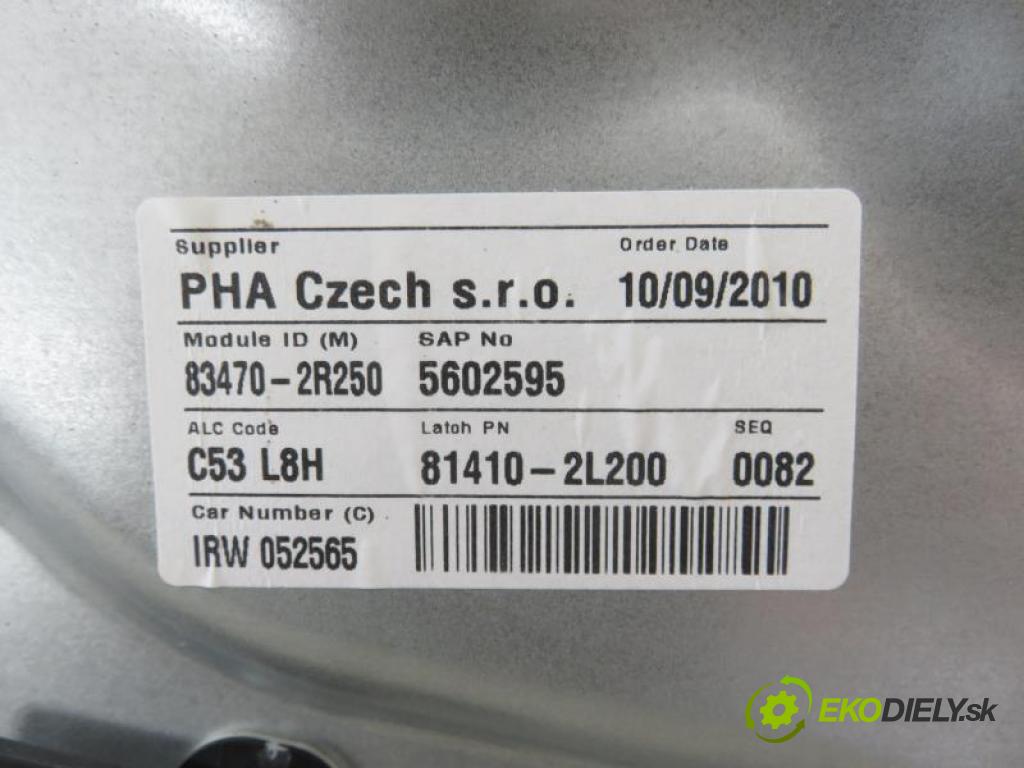 Supplier Order Date
PHA Czech s.r.o. 10/09/2010
Module ID (M) SAP No
83470-2R250 5602595
ALC Code Latch PN SEQ
C53 L8H 81410-2L200 0082
Car Number (C)
IRW 052565
EKODIELY.sk